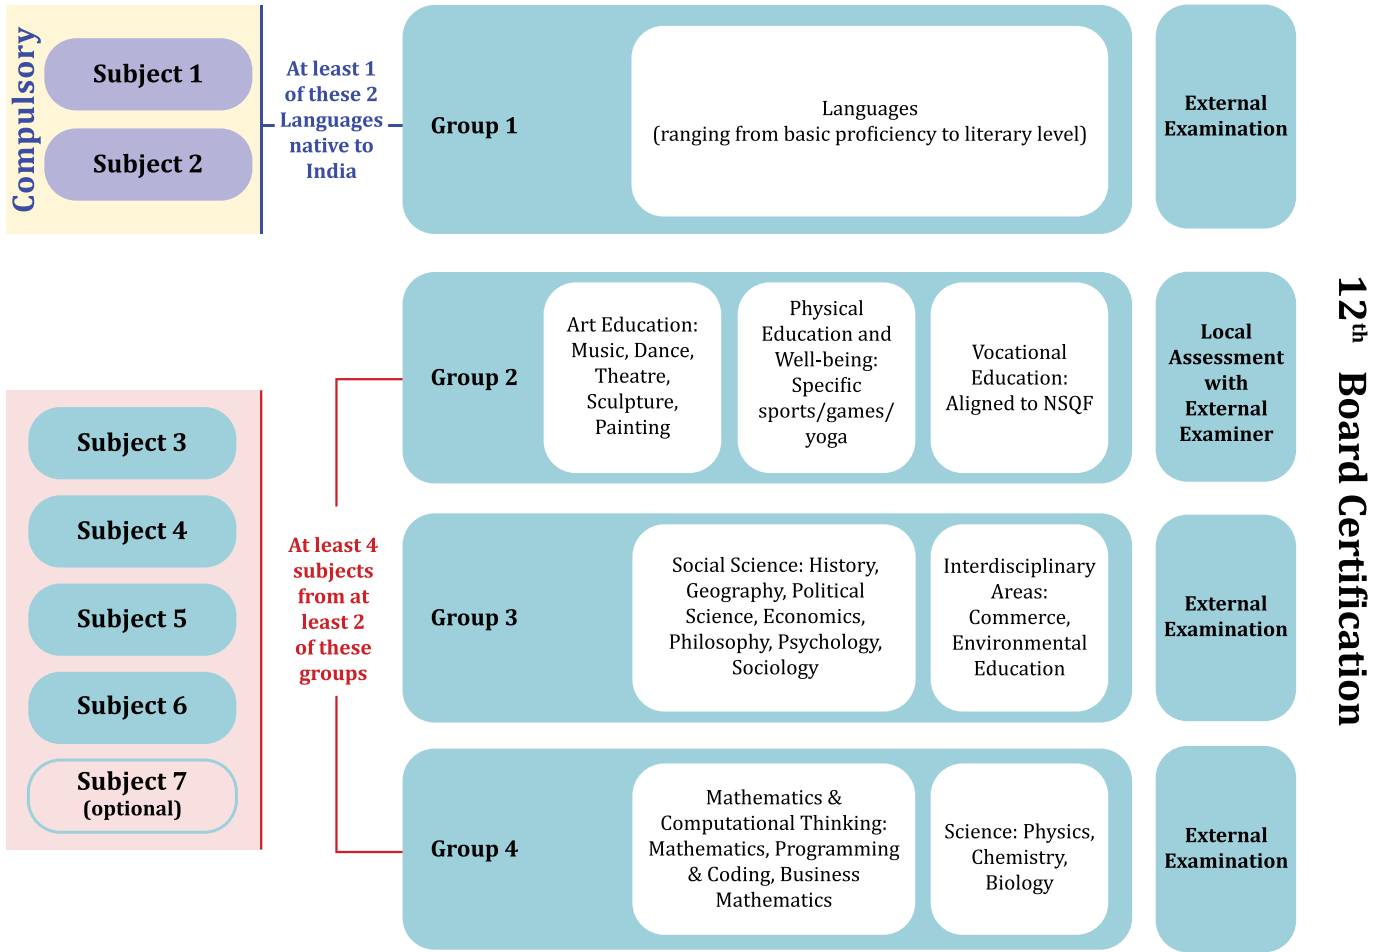 Compulsory
Subject 1
Subject 2
At least 1
of these 2
Languages
native to
India
Group 1
Languages
(ranging from basic proficiency to literary level)
External
Examination
Subject 3
Subject 4
Subject 5
Subject 6
Subject 7
(optional)
At least 4
subjects
from at
least 2
of these
groups
Group 2
Art Education:
Music, Dance,
Theatre,
Sculpture,
Painting
Physical
Education and
Well-being:
Specific
sports/games/
yoga
Vocational
Education:
Aligned to NSQF
Local
Assessment
with
External
Examiner
Group 3
Social Science: History,
Geography, Political
Science, Economics,
Philosophy, Psychology,
Sociology
Interdisciplinary
Areas:
Commerce,
Environmental
Education
External
Examination
Group 4
Mathematics &
Computational Thinking:
Mathematics, Programming
& Coding, Business
Mathematics
Science: Physics,
Chemistry,
Biology
External
Examination
12th Board Certification